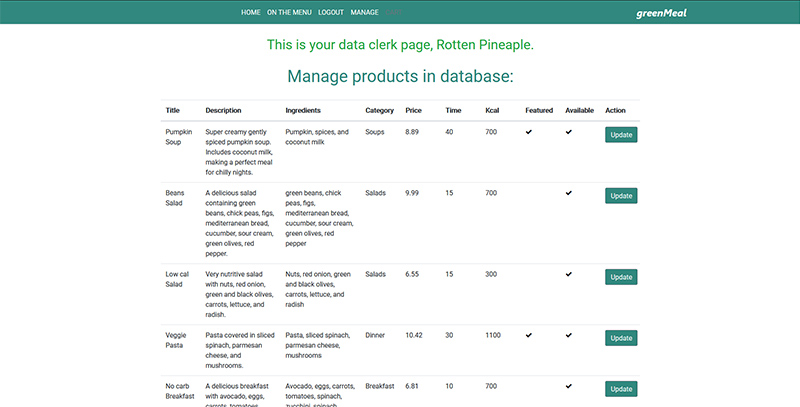 HOME ON THE MENU LOGOUT MANAGE
greenMeal
This is your data clerk page, Rotten Pineaple.
Manage products in database:
Title Description Ingredients Category Price Time Kcal Featured Available Action
Pumpkin Super creamy gently Pumpkin, spices, and Soups 8.89 40 700 ✔ ✔ Update
Soup spiced pumpkin soup. coconut milk
Includes coconut milk,
making a perfect meal
for chilly nights.
Beans A delicious salad green beans, chick Salads 9.99 15 700 ✔ Update
Salad containing green peas, figs,
beans, chick peas, figs, mediterranean bread,
mediterranean bread, cucumber, sour cream,
cucumber, sour cream, green olives, red
green olives, red pepper
pepper.
Low cal Very nutritive salad Nuts, red onion, green Salads 6.55 15 300 ✔ Update
Salad with nuts, red onion, and black olives,
green and black olives, carrots, lettuce, and
carrots, lettuce, and radish
radish.
Veggie Pasta covered in sliced Pasta, sliced spinach, Dinner 10.42 30 1100 ✔ ✔ Update
Pasta spinach, parmesan parmesan cheese,
cheese, and mushrooms
mushrooms.
No carb A delicious breakfast Avocado, eggs, carrots, Breakfast 6.81 10 700 ✔ Update
Breakfast with avocado, eggs, tomatoes, spinach,
carrots, tomatoes, zucchini, spinach